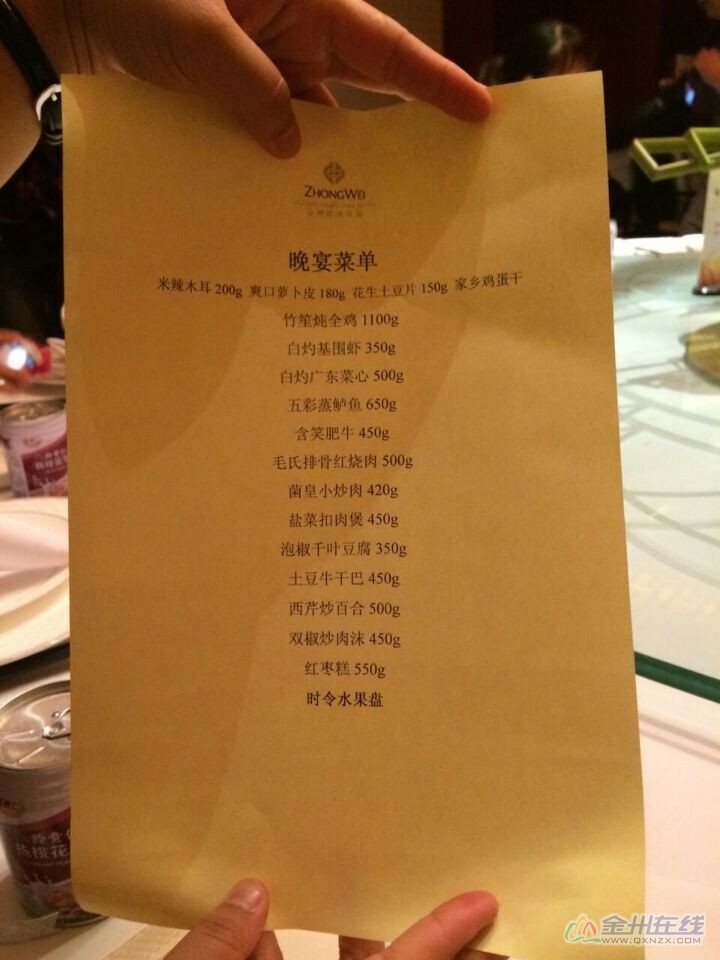 ZHONGWEI
晚宴菜单
米辣木耳 200g 爽口萝卜皮 180g 花生土豆片 150g 家乡鸡蛋干
竹笙炖全鸡 1100g
白灼基围虾 350g
白灼广东菜心 500g
五彩蒸鲈鱼 650g
含笑肥牛 450g
毛氏排骨红烧肉 500g
菌皇小炒肉 420g
盐菜扣肉煲 450g
泡椒千叶豆腐 350g
土豆牛干巴 450g
西芹炒百合 500g
双椒炒肉沫 450g
红枣糕 550g
时令水果盘
核桃花
金州在线
WWW.QXNZX.COM